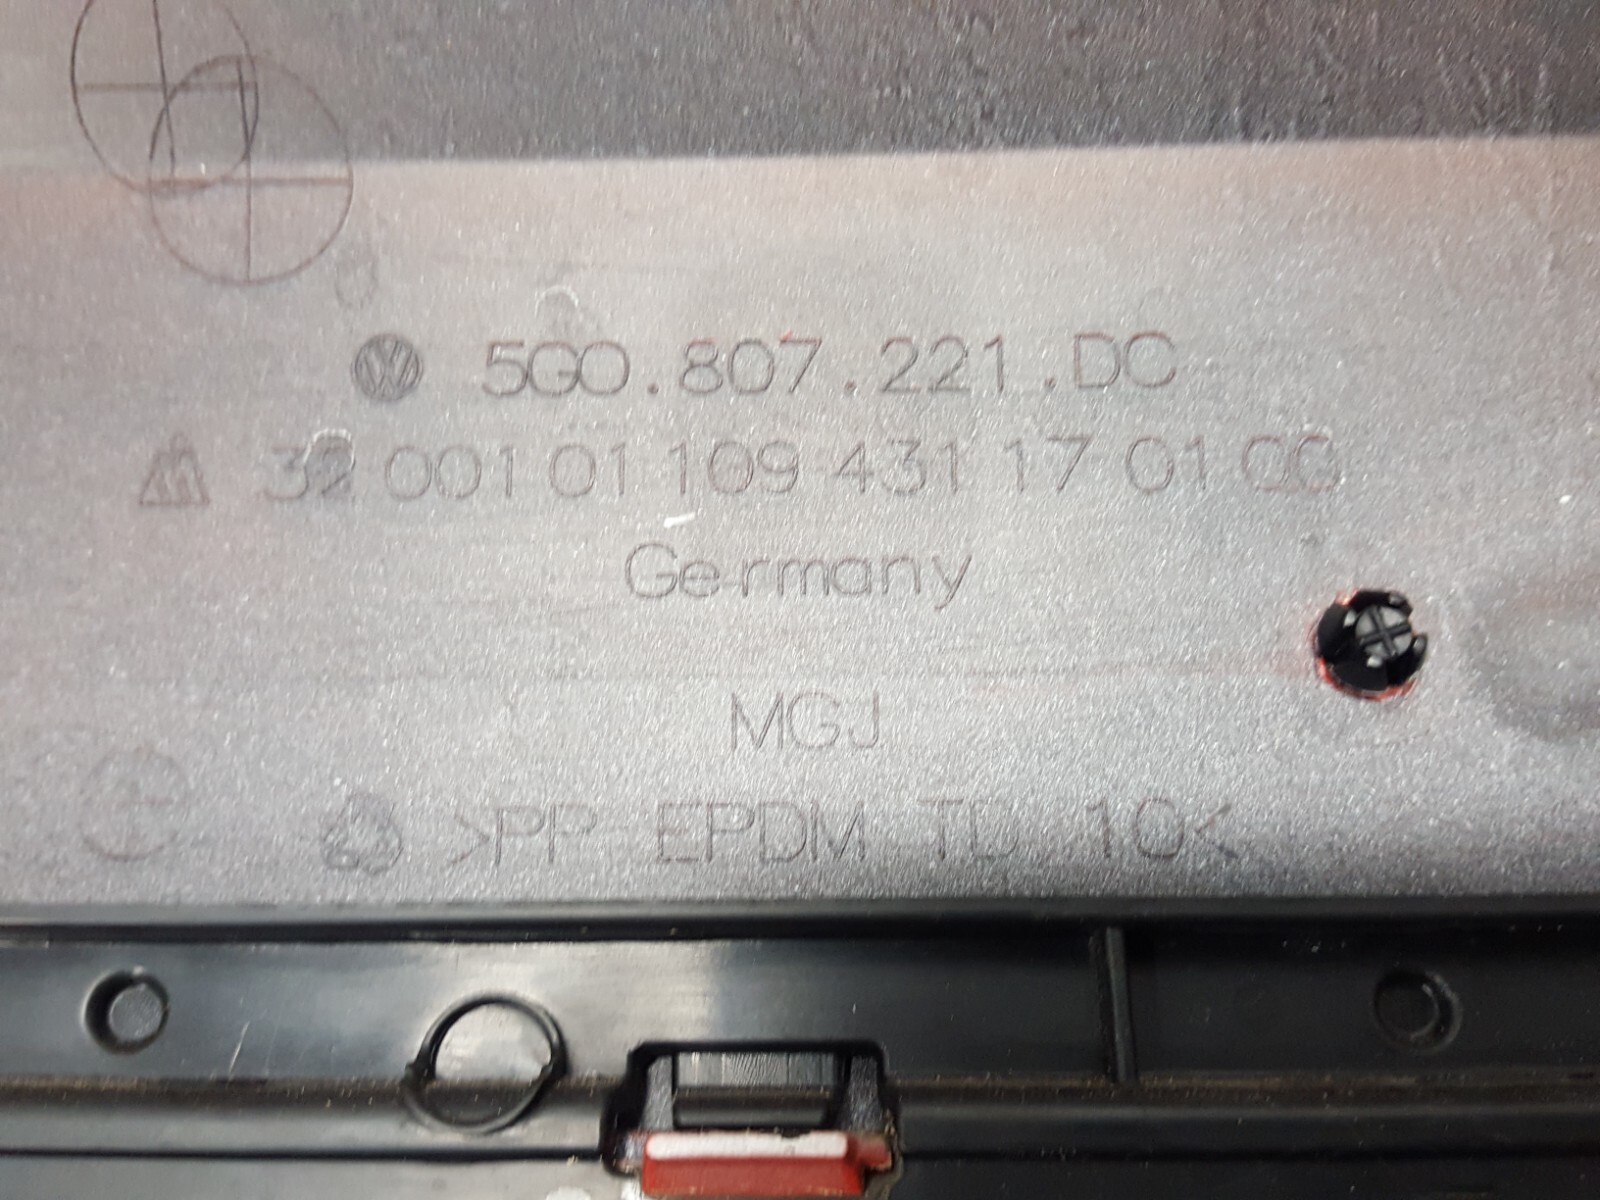 5G0.807.221.DC
32 001 01 109 431 17 01 00
Germany
MGJ
>PP EPDM TD 10<